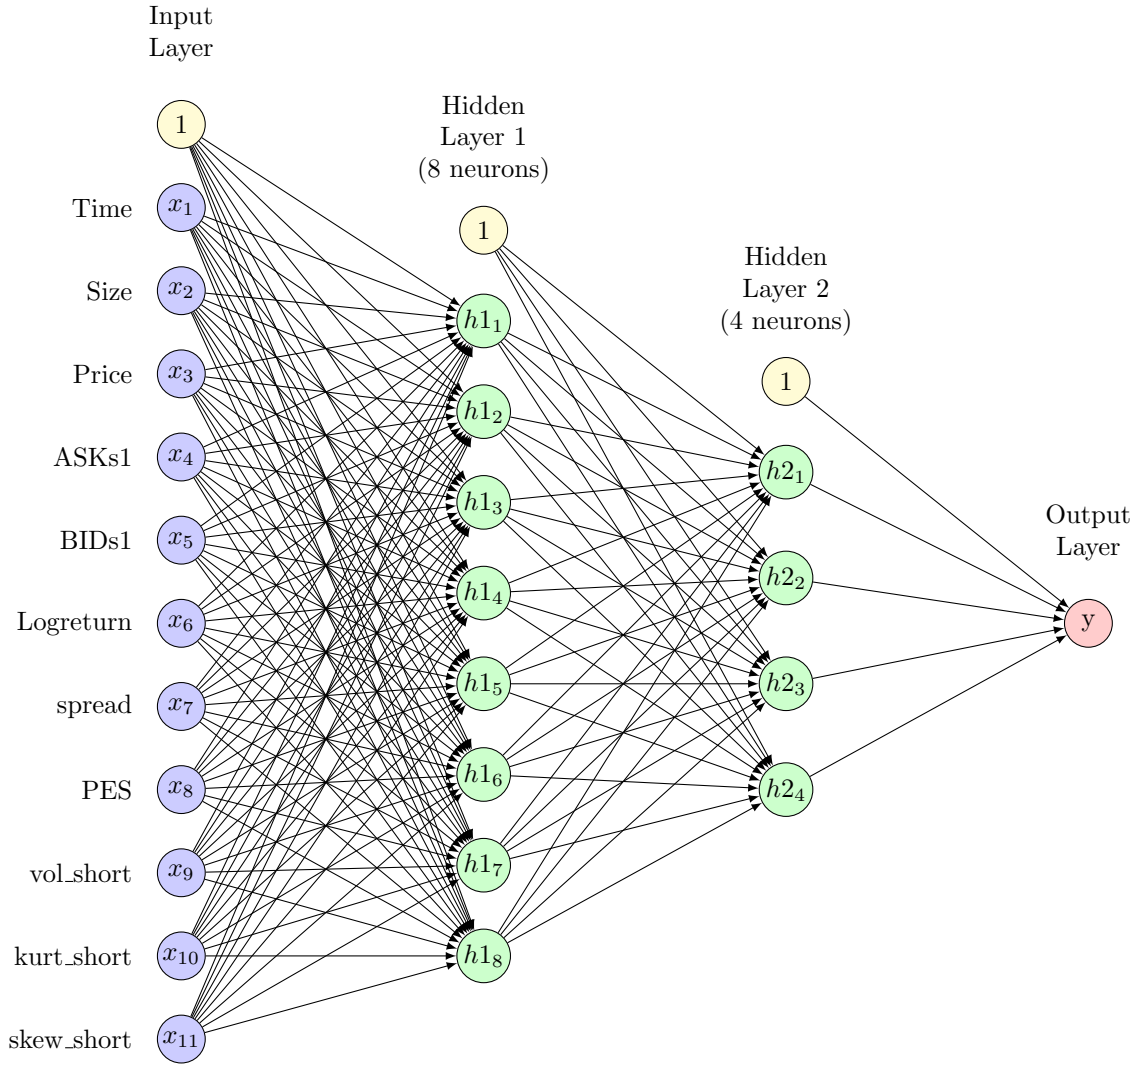 Input
Layer
1
Time
x1
Size
x2
Price
x3
ASKs1
x4
BIDs1
x5
Logreturn
x6
spread
x7
PES
x8
vol_short
x9
kurt_short
x10
skew_short
x11
Hidden
Layer 1
(8 neurons)
1
h11
h12
h13
h14
h15
h16
h17
h18
Hidden
Layer 2
(4 neurons)
1
h21
h22
h23
h24
Output
Layer
y